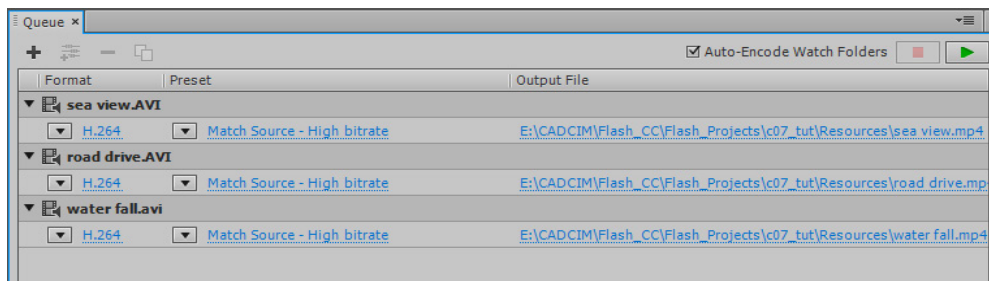 Queue ×
Auto-Encode Watch Folders
Format Preset Output File
sea view.AVI
H.264 Match Source - High bitrate E:\CADCIM\Flash_CC\Flash_Projects\c07_tut\Resources\sea view.mp4
road drive.AVI
H.264 Match Source - High bitrate E:\CADCIM\Flash_CC\Flash_Projects\c07_tut\Resources\road drive.mp
water fall.avi
H.264 Match Source - High bitrate E:\CADCIM\Flash_CC\Flash_Projects\c07_tut\Resources\water fall.mp4